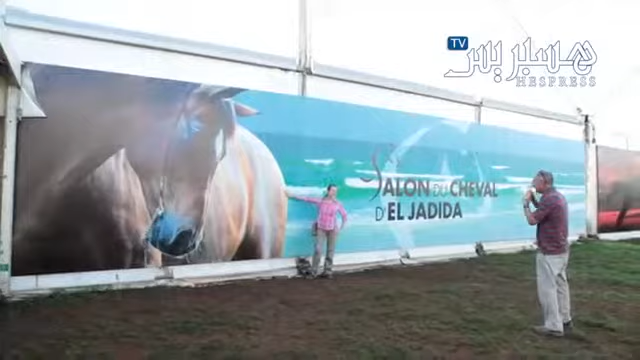 TV
هسبريس
HESPRESS
SALON DU CHEVAL
D'EL JADIDA